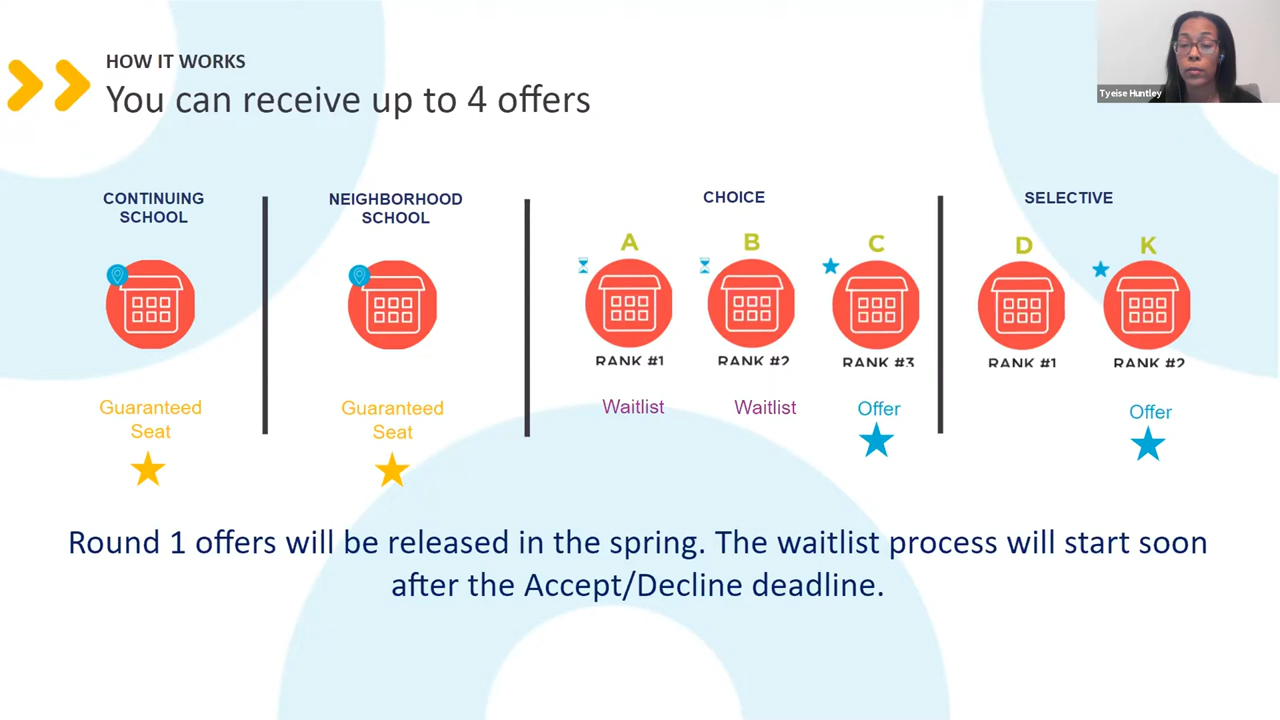 HOW IT WORKS
You can receive up to 4 offers
Tyeise Huntley
CONTINUING
SCHOOL
NEIGHBORHOOD
SCHOOL
CHOICE
SELECTIVE
A
B
C
D
K
RANK #1
RANK #2
RANK #3
RANK #1
RANK #2
Guaranteed
Seat
Guaranteed
Seat
Waitlist
Waitlist
Offer
Offer
Round 1 offers will be released in the spring. The waitlist process will start soon
after the Accept/Decline deadline.